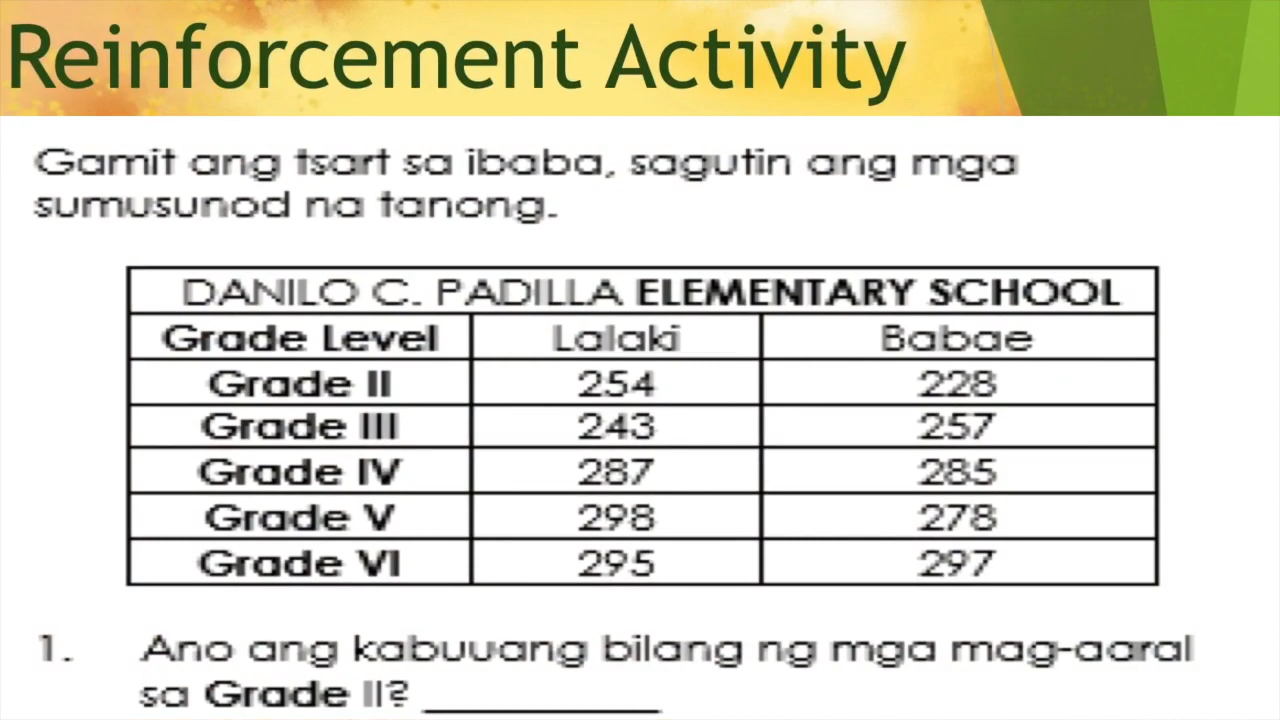 Reinforcement Activity
Gamit ang tsart sa ibaba, sagutin ang mga
sumusunod na tanong.
DANILO C. PADILLA ELEMENTARY SCHOOL
Grade Level Lalaki Babae
Grade II 254 228
Grade III 243 257
Grade IV 287 285
Grade V 298 278
Grade VI 295 297
1. Ano ang kabuuang bilang ng mga mag-aaral
sa Grade II? __________